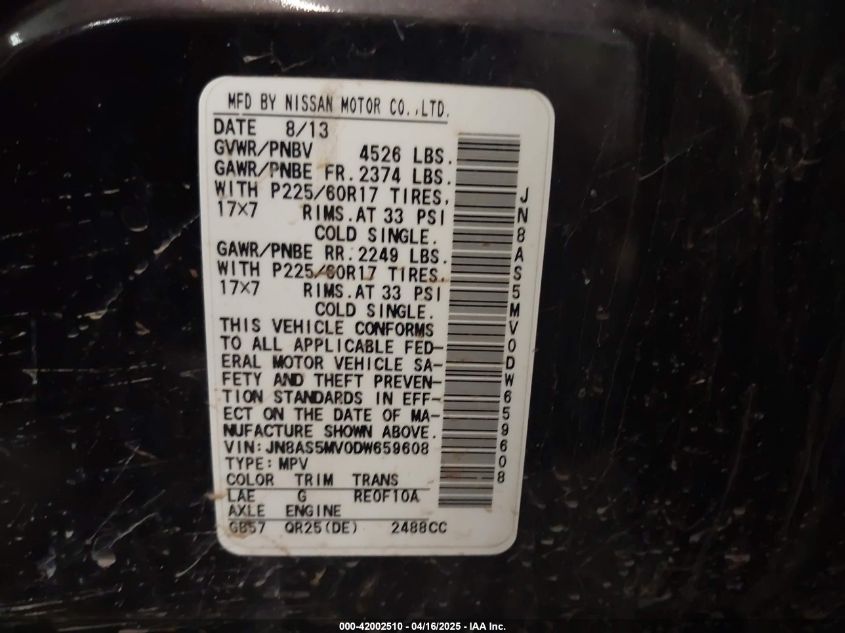 MFD BY NISSAN MOTOR CO.,LTD.
DATE 8/13
GVWR/PNBV 4526 LBS.
GAWR/PNBE FR. 2374 LBS.
WITH P225/60R17 TIRES,
17×7 RIMS.AT 33 PSI
COLD SINGLE.
GAWR/PNBE RR. 2249 LBS.
WITH P225/60R17 TIRES,
17×7 RIMS.AT 33 PSI
COLD SINGLE.
THIS VEHICLE CONFORMS
TO ALL APPLICABLE FED-
ERAL MOTOR VEHICLE SA-
FETY AND THEFT PREVEN-
TION STANDARDS IN EFF-
ECT ON THE DATE OF MA-
NUFACTURE SHOWN ABOVE.
VIN:JN8AS5MV0DW659608
TYPE:MPV
COLOR TRIM TRANS
LAE G RE0F10A
AXLE ENGINE
GB57 QR25(DE) 2488CC
JN8AS5MV0DW659608
000-42002510 - 04/16/2025 - IAA Inc.